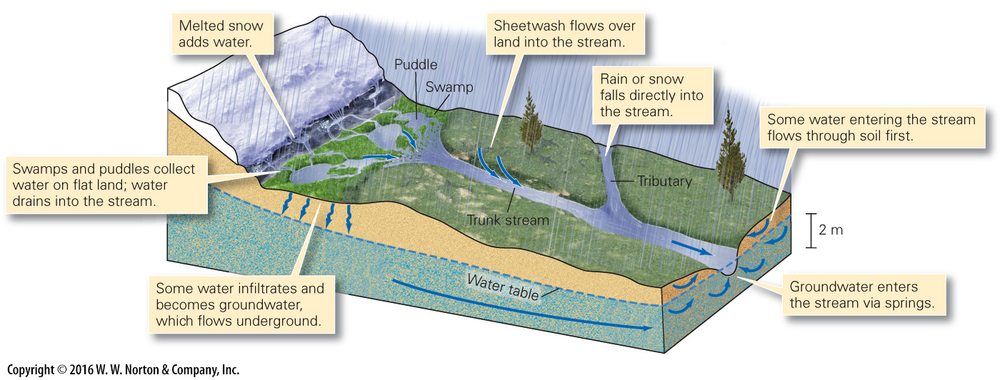 Melted snow
adds water.
Sheetwash flows over
land into the stream.
Puddle
Swamp
Rain or snow
falls directly into
the stream.
Some water entering the stream
flows through soil first.
Swamps and puddles collect
water on flat land; water
drains into the stream.
Tributary
Trunk stream
2 m
Water table
Some water infiltrates and
becomes groundwater,
which flows underground.
Groundwater enters
the stream via springs.
Copyright © 2016 W. W. Norton & Company, Inc.